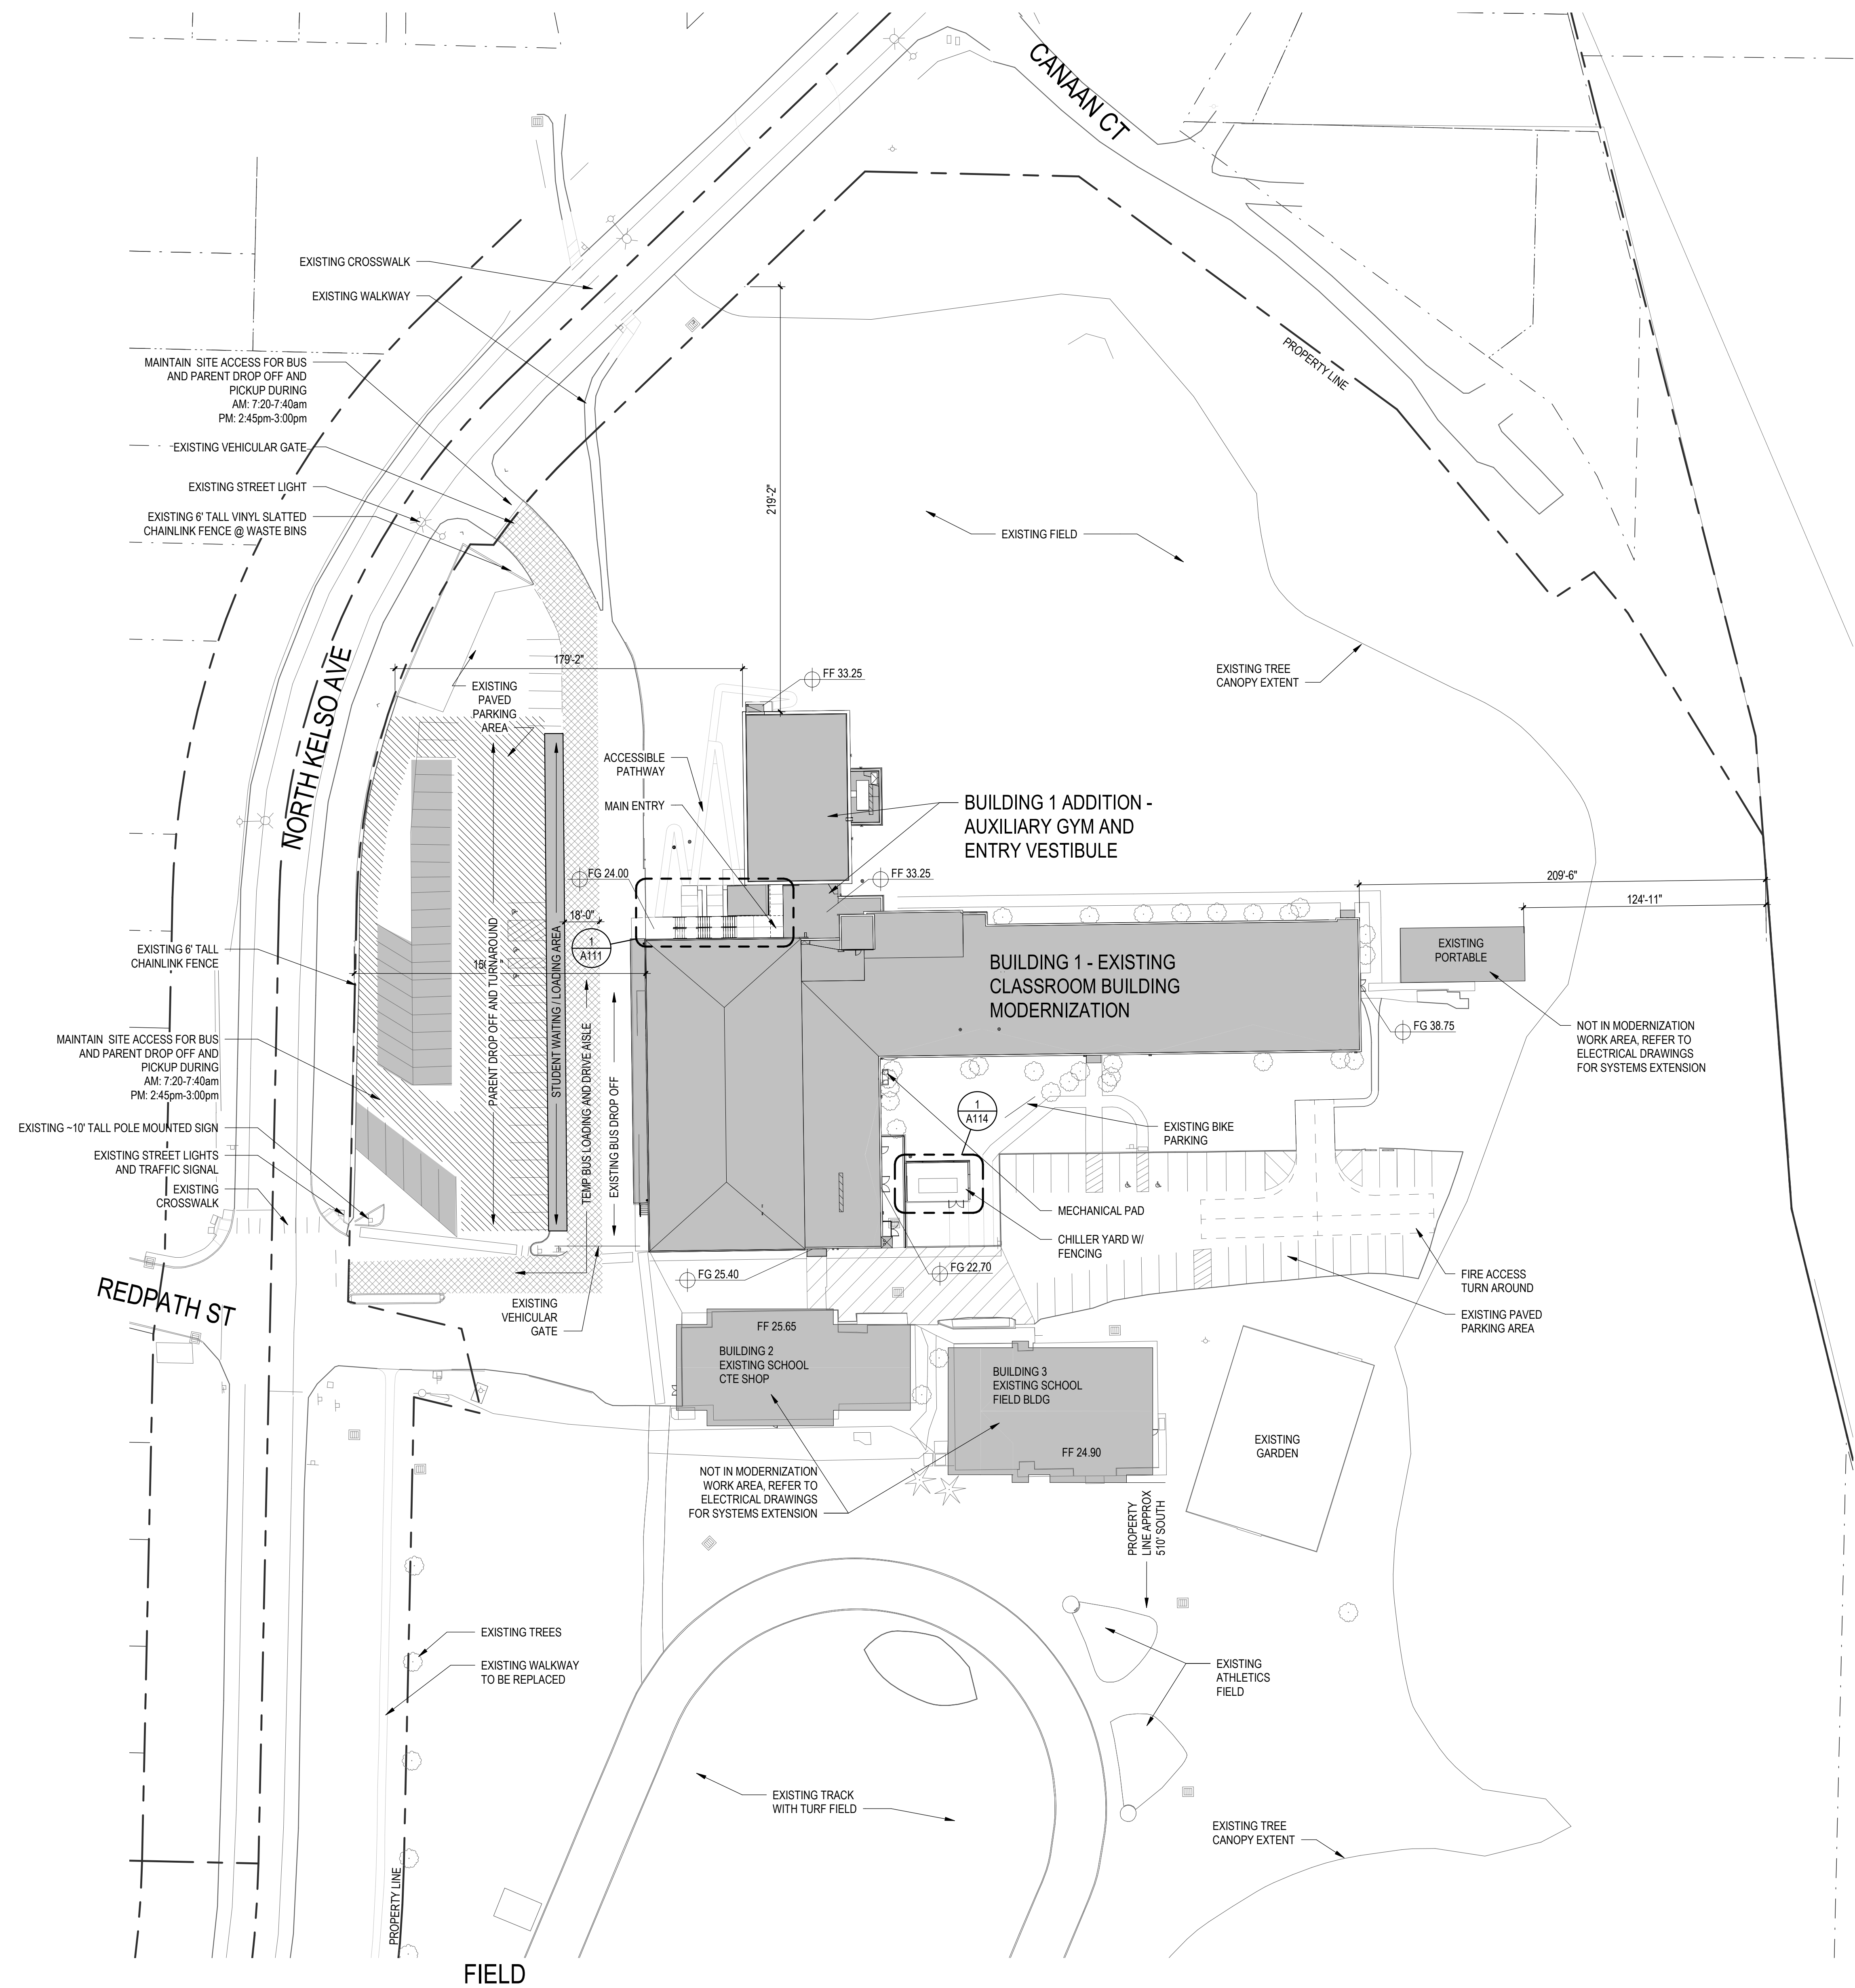 CANAAN CT
EXISTING CROSSWALK
EXISTING WALKWAY
MAINTAIN SITE ACCESS FOR BUS
AND PARENT DROP OFF AND
PICKUP DURING
AM: 7:20-7:40am
PM: 2:45pm-3:00pm
PROPERTY LINE
EXISTING VEHICULAR GATE
EXISTING STREET LIGHT
EXISTING 6' TALL VINYL SLATTED
CHAINLINK FENCE @ WASTE BINS
219'-2"
EXISTING FIELD
NORTH KELSO AVE
179'-2"
FF 33.25
EXISTING TREE
CANOPY EXTENT
EXISTING
PAVED
PARKING
AREA
ACCESSIBLE
PATHWAY
MAIN ENTRY
BUILDING 1 ADDITION -
AUXILIARY GYM AND
ENTRY VESTIBULE
FG 24.00
FF 33.25
209'-6"
124'-11"
18'-0"
1
A111
EXISTING 6' TALL
CHAINLINK FENCE
PARENT DROP OFF AND TURNAROUND
STUDENT WAITING / LOADING AREA
TEMP BUS LOADING AND DRIVE AISLE
EXISTING BUS DROP OFF
BUILDING 1 - EXISTING
CLASSROOM BUILDING
MODERNIZATION
EXISTING
PORTABLE
FG 38.75
NOT IN MODERNIZATION
WORK AREA, REFER TO
ELECTRICAL DRAWINGS
FOR SYSTEMS EXTENSION
MAINTAIN SITE ACCESS FOR BUS
AND PARENT DROP OFF AND
PICKUP DURING
AM: 7:20-7:40am
PM: 2:45pm-3:00pm
1
A114
EXISTING BIKE
PARKING
EXISTING ~10' TALL POLE MOUNTED SIGN
EXISTING STREET LIGHTS
AND TRAFFIC SIGNAL
EXISTING
CROSSWALK
MECHANICAL PAD
CHILLER YARD W/
FENCING
FG 25.40
FG 22.70
FIRE ACCESS
TURN AROUND
EXISTING PAVED
PARKING AREA
REDPATH ST
EXISTING
VEHICULAR
GATE
FF 25.65
BUILDING 2
EXISTING SCHOOL
CTE SHOP
BUILDING 3
EXISTING SCHOOL
FIELD BLDG
FF 24.90
EXISTING
GARDEN
NOT IN MODERNIZATION
WORK AREA, REFER TO
ELECTRICAL DRAWINGS
FOR SYSTEMS EXTENSION
PROPERTY
LINE APPROX
510' SOUTH
EXISTING TREES
EXISTING WALKWAY
TO BE REPLACED
EXISTING
ATHLETICS
FIELD
EXISTING TRACK
WITH TURF FIELD
EXISTING TREE
CANOPY EXTENT
PROPERTY LINE
FIELD